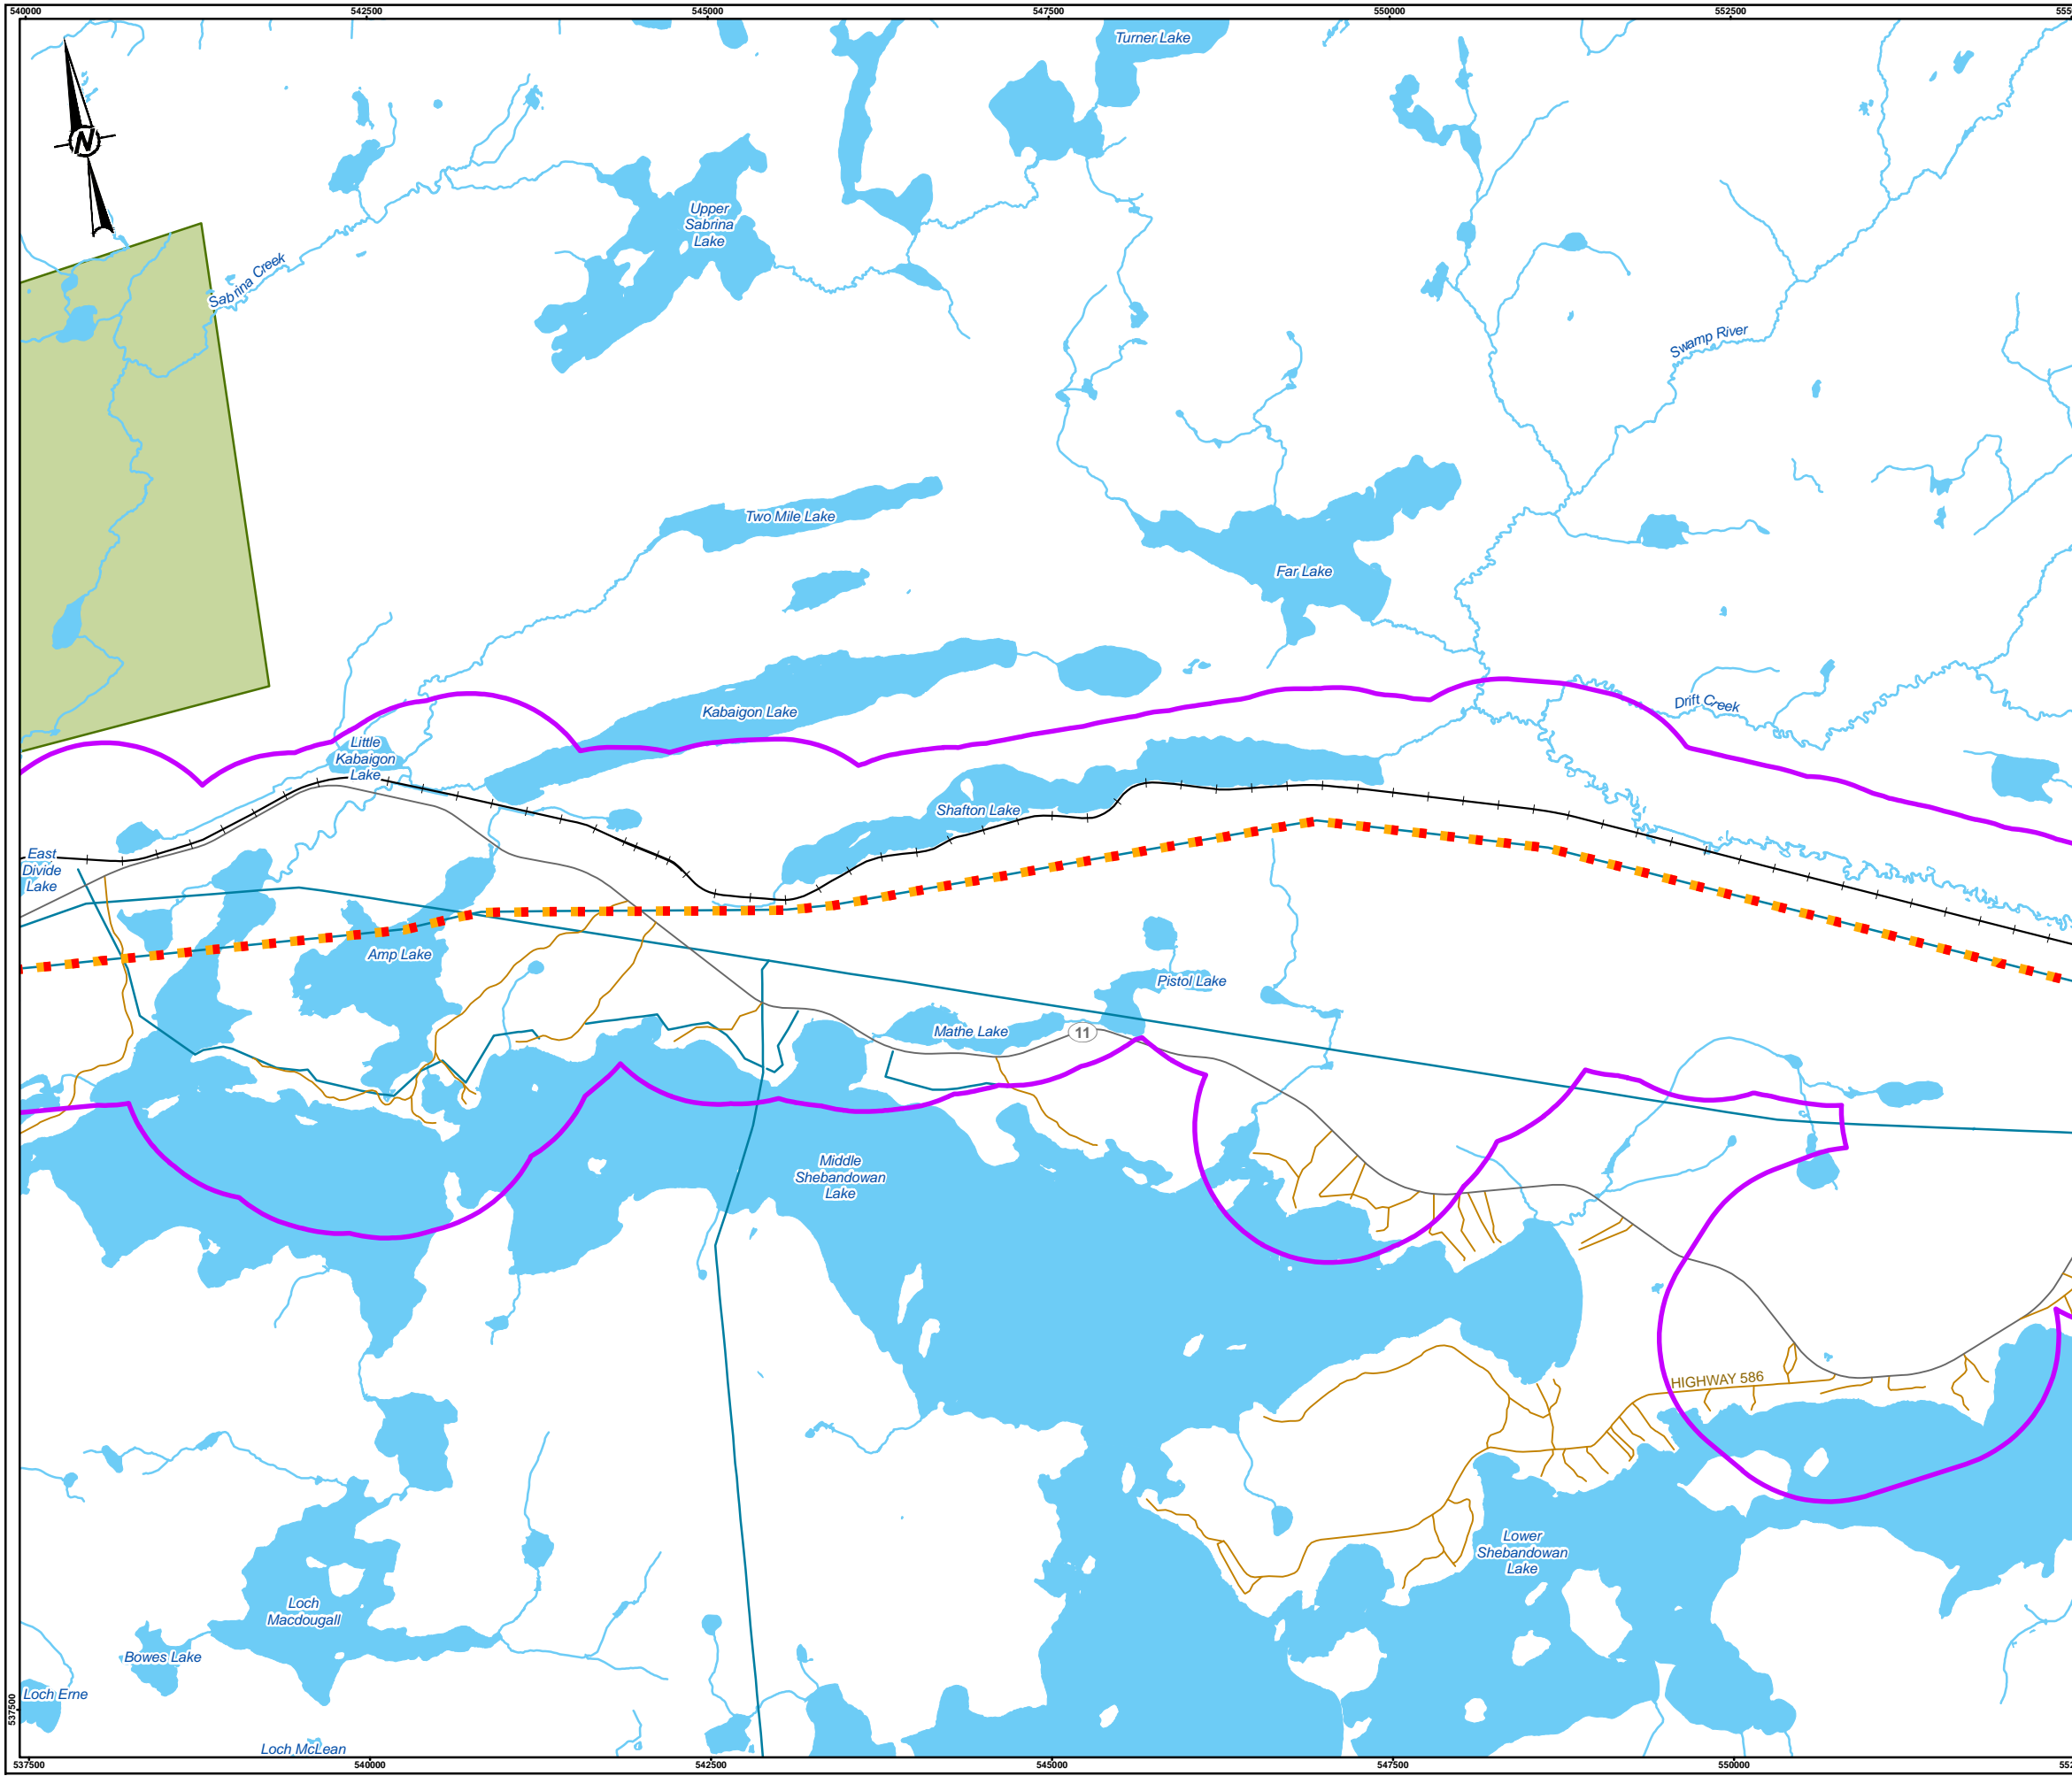 540000
542500
545000
547500
550000
552500
555
Turner Lake
N
Upper
Sabrina
Lake
Sabrina Creek
Swamp River
Two Mile Lake
Far Lake
Kabaigon Lake
Drift Creek
Little
Kabaigon
Lake
Shafton Lake
East
Divide
Lake
Amp Lake
Pistol Lake
Mathe Lake
11
Middle
Shebandowan
Lake
HIGHWAY 586
Lower
Shebandowan
Lake
Loch
Macdougall
Bowes Lake
Loch Erne
Loch McLean
537500
537500
540000
542500
545000
547500
550000